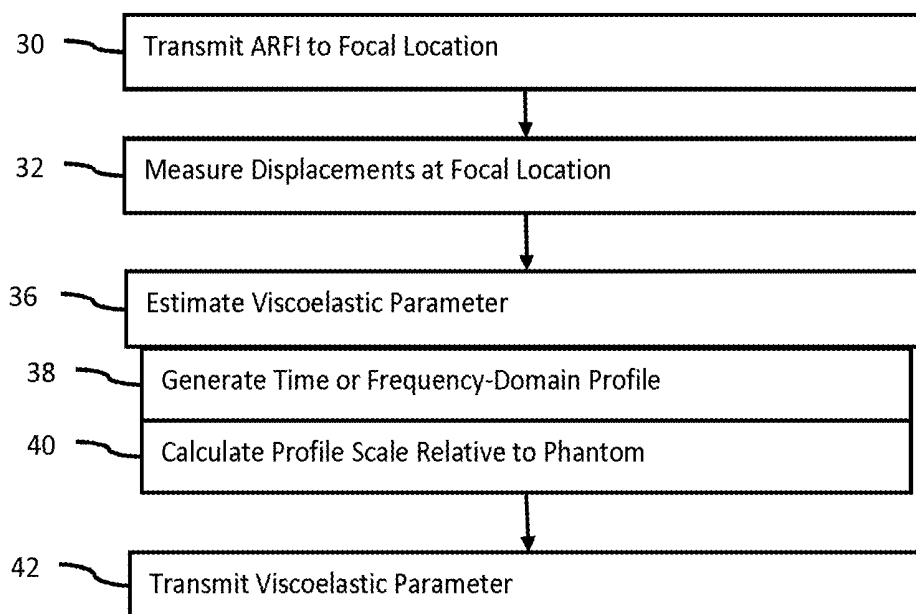 30 Transmit ARFI to Focal Location
32 Measure Displacements at Focal Location
36 Estimate Viscoelastic Parameter
38 Generate Time or Frequency-Domain Profile
40 Calculate Profile Scale Relative to Phantom
42 Transmit Viscoelastic Parameter